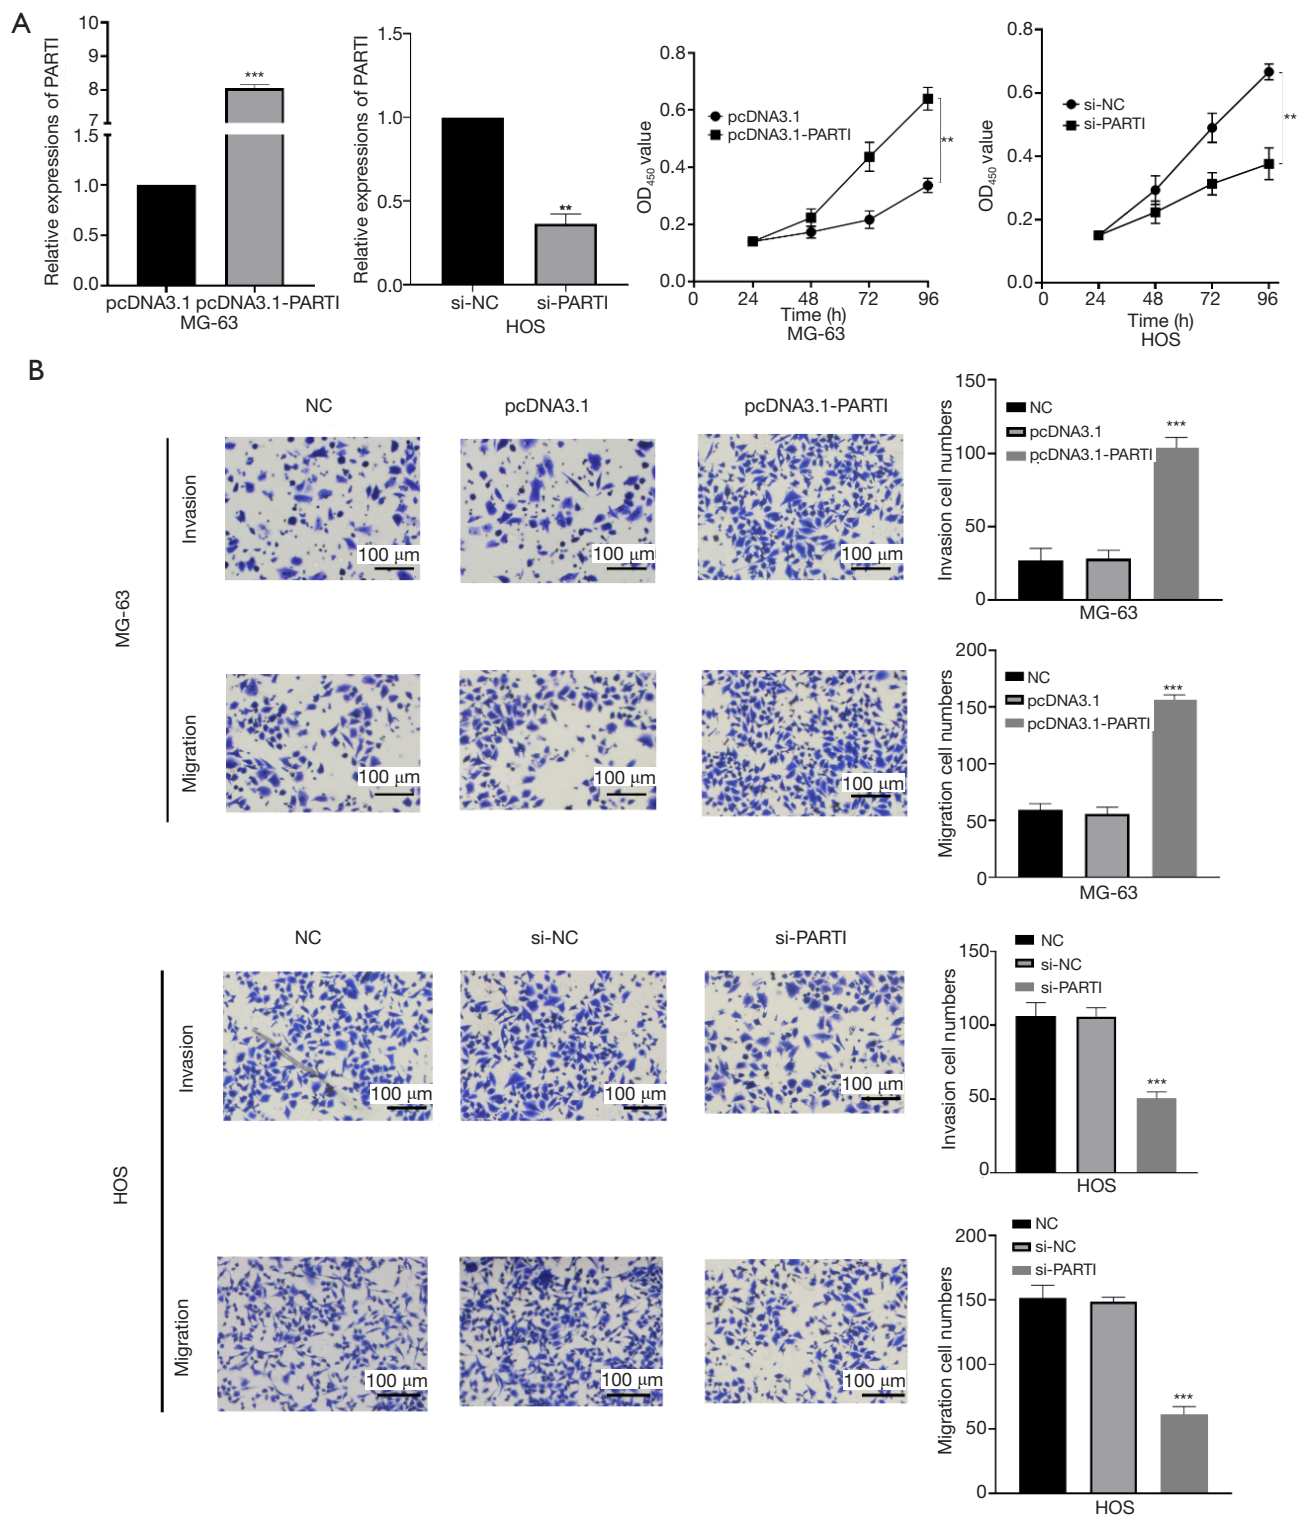 A
Relative expressions of PARTI
10
9
8
7
1.5
1.0
0.5
0.0
***
pcDNA3.1 pcDNA3.1-PARTI
MG-63
Relative expressions of PARTI
1.5
1.0
0.5
0.0
**
si-NC si-PARTI
HOS
OD450 value
0.8
0.6
0.4
0.2
0.0
pcDNA3.1
pcDNA3.1-PARTI
**
0 24 48 72 96
Time (h)
MG-63
OD450 value
0.8
0.6
0.4
0.2
0.0
si-NC
si-PARTI
**
0 24 48 72 96
Time (h)
HOS
B
NC pcDNA3.1 pcDNA3.1-PARTI
MG-63
Invasion
100 µm 100 µm 100 µm
Invasion cell numbers
150
100
50
0
NC
pcDNA3.1
pcDNA3.1-PARTI
***
MG-63
Migration
100 µm 100 µm 100 µm
Migration cell numbers
200
150
100
50
0
NC
pcDNA3.1
pcDNA3.1-PARTI
***
MG-63
NC si-NC si-PARTI
HOS
Invasion
100 µm 100 µm 100 µm
Invasion cell numbers
150
100
50
0
NC
si-NC
si-PARTI
***
HOS
Migration
100 µm 100 µm 100 µm
Migration cell numbers
200
150
100
50
0
NC
si-NC
si-PARTI
***
HOS